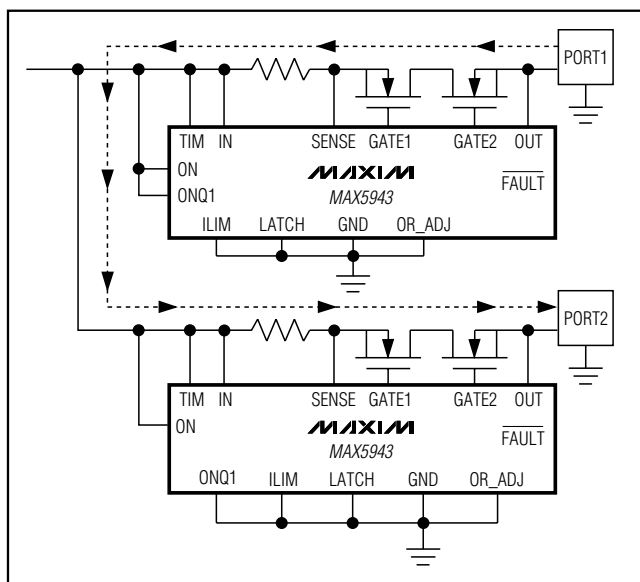 PORT1
TIM IN SENSE GATE1 GATE2 OUT
ON MAXIM FAULT
ONQ1 MAX5943
ILIM LATCH GND OR_ADJ
PORT2
TIM IN SENSE GATE1 GATE2 OUT
ON MAXIM FAULT
MAX5943
ONQ1 ILIM LATCH GND OR_ADJ